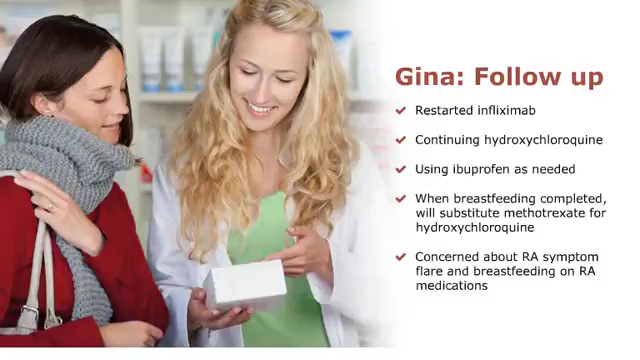 Gina: Follow up
Restarted infliximab
Continuing hydroxychloroquine
Using ibuprofen as needed
When breastfeeding completed,
will substitute methotrexate for
hydroxychloroquine
Concerned about RA symptom
flare and breastfeeding on RA
medications